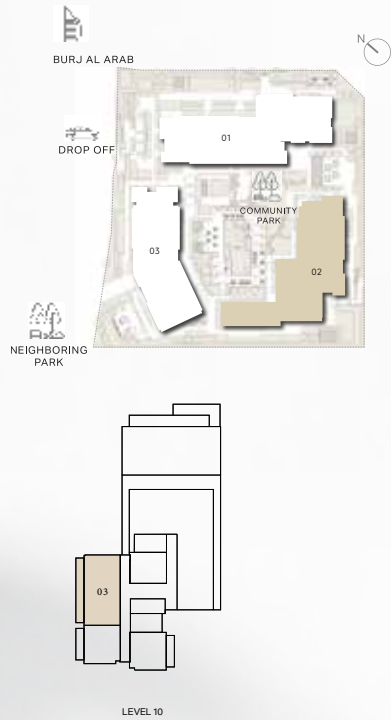 N
BURJ AL ARAB
DROP OFF
01
COMMUNITY
PARK
03
02
NEIGHBORING
PARK
03
LEVEL 10